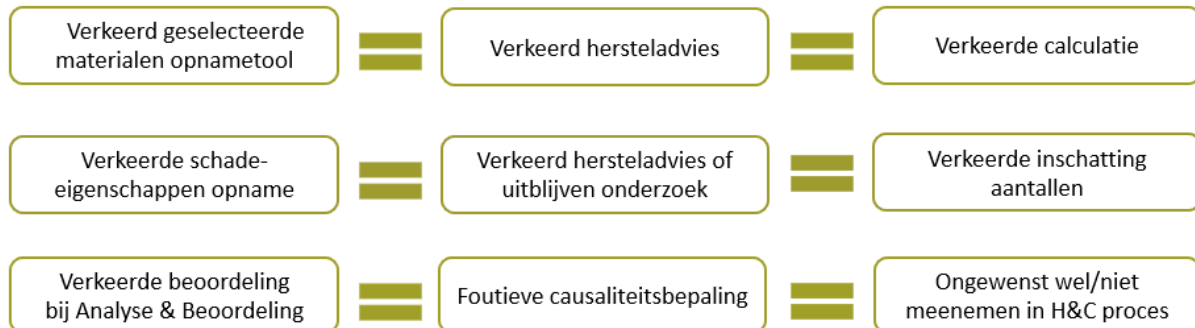 Verkeerd geselecteerde
materialen opnametool
Verkeerd hersteladvies
Verkeerde calculatie
Verkeerde schade-
eigenschappen opname
Verkeerd hersteladvies of
uitblijven onderzoek
Verkeerde inschatting
aantallen
Verkeerde beoordeling
bij Analyse & Beoordeling
Foutieve causaliteitsbepaling
Ongewenst wel/niet
meenemen in H&C proces